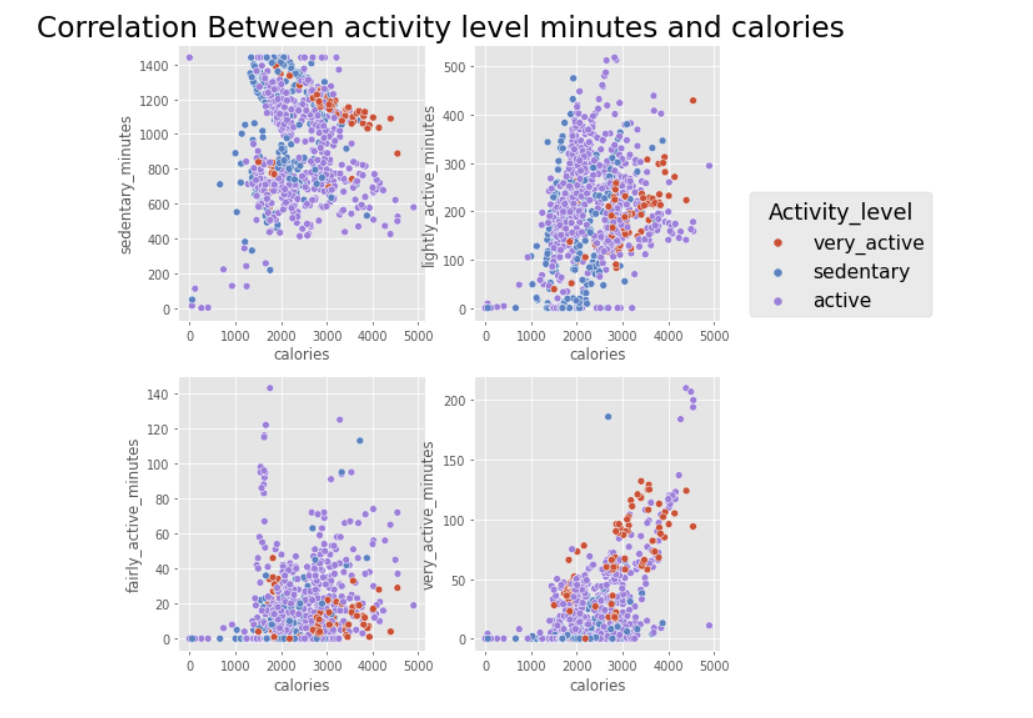 Correlation Between activity level minutes and calories
1400
1200
1000
800
600
400
200
0
sedentary_minutes
0 1000 2000 3000 4000 5000
calories
500
400
300
200
100
0
lightly_active_minutes
0 1000 2000 3000 4000 5000
calories
Activity_level
very_active
sedentary
active
140
120
100
80
60
40
20
0
fairly_active_minutes
0 1000 2000 3000 4000 5000
calories
200
150
100
50
0
very_active_minutes
0 1000 2000 3000 4000 5000
calories